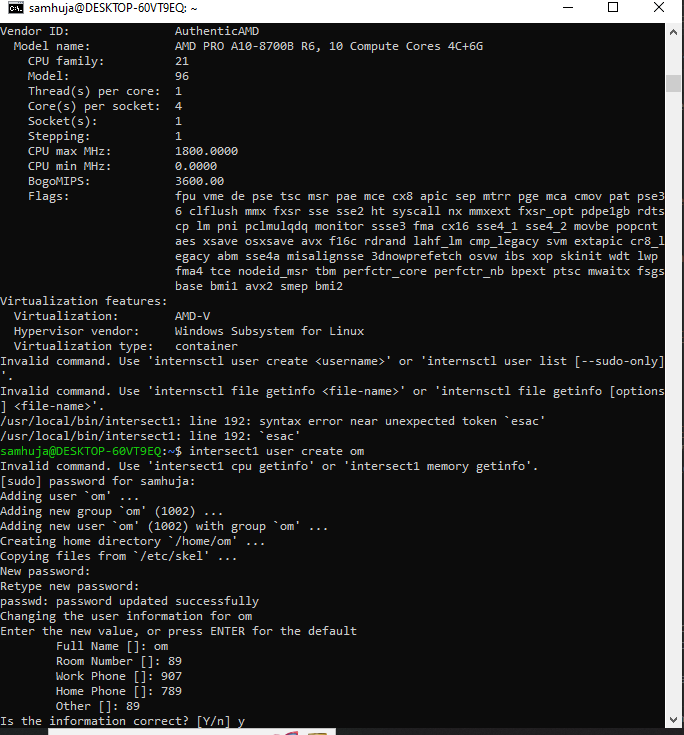 samhuja@DESKTOP-60VT9EQ: ~
Vendor ID: AuthenticAMD
Model name: AMD PRO A10-8700B R6, 10 Compute Cores 4C+6G
CPU family: 21
Model: 96
Thread(s) per core: 1
Core(s) per socket: 4
Socket(s): 1
Stepping: 1
CPU max MHz: 1800.0000
CPU min MHz: 0.0000
BogoMIPS: 3600.00
Flags: fpu vme de pse tsc msr pae mce cx8 apic sep mtrr pge mca cmov pat pse3
6 clflush mmx fxsr sse sse2 ht syscall nx mmxext fxsr_opt pdpe1gb rdts
cp lm pni pclmulqdq monitor ssse3 fma cx16 sse4_1 sse4_2 movbe popcnt
aes xsave osxsave avx f16c rdrand lahf_lm cmp_legacy svm extapic cr8_l
egacy abm sse4a misalignsse 3dnowprefetch osvw ibs xop skinit wdt lwp
fma4 tce nodeid_msr tbm perfctr_core perfctr_nb bpext ptsc mwaitx fsgs
base bmi1 avx2 smep bmi2
Virtualization features:
Virtualization: AMD-V
Hypervisor vendor: Windows Subsystem for Linux
Virtualization type: container
Invalid command. Use 'internsctl user create <username>' or 'internsctl user list [--sudo-only]
'.
Invalid command. Use 'internsctl file getinfo <file-name>' or 'internsctl file getinfo [options
] <file-name>'.
/usr/local/bin/intersect1: line 192: syntax error near unexpected token `esac'
/usr/local/bin/intersect1: line 192: `esac'
samhuja@DESKTOP-60VT9EQ:~$ intersect1 user create om
Invalid command. Use 'intersect1 cpu getinfo' or 'intersect1 memory getinfo'.
[sudo] password for samhuja:
Adding user `om' ...
Adding new group `om' (1002) ...
Adding new user `om' (1002) with group `om' ...
Creating home directory `/home/om' ...
Copying files from `/etc/skel' ...
New password:
Retype new password:
passwd: password updated successfully
Changing the user information for om
Enter the new value, or press ENTER for the default
Full Name []: om
Room Number []: 89
Work Phone []: 907
Home Phone []: 789
Other []: 89
Is the information correct? [Y/n] y